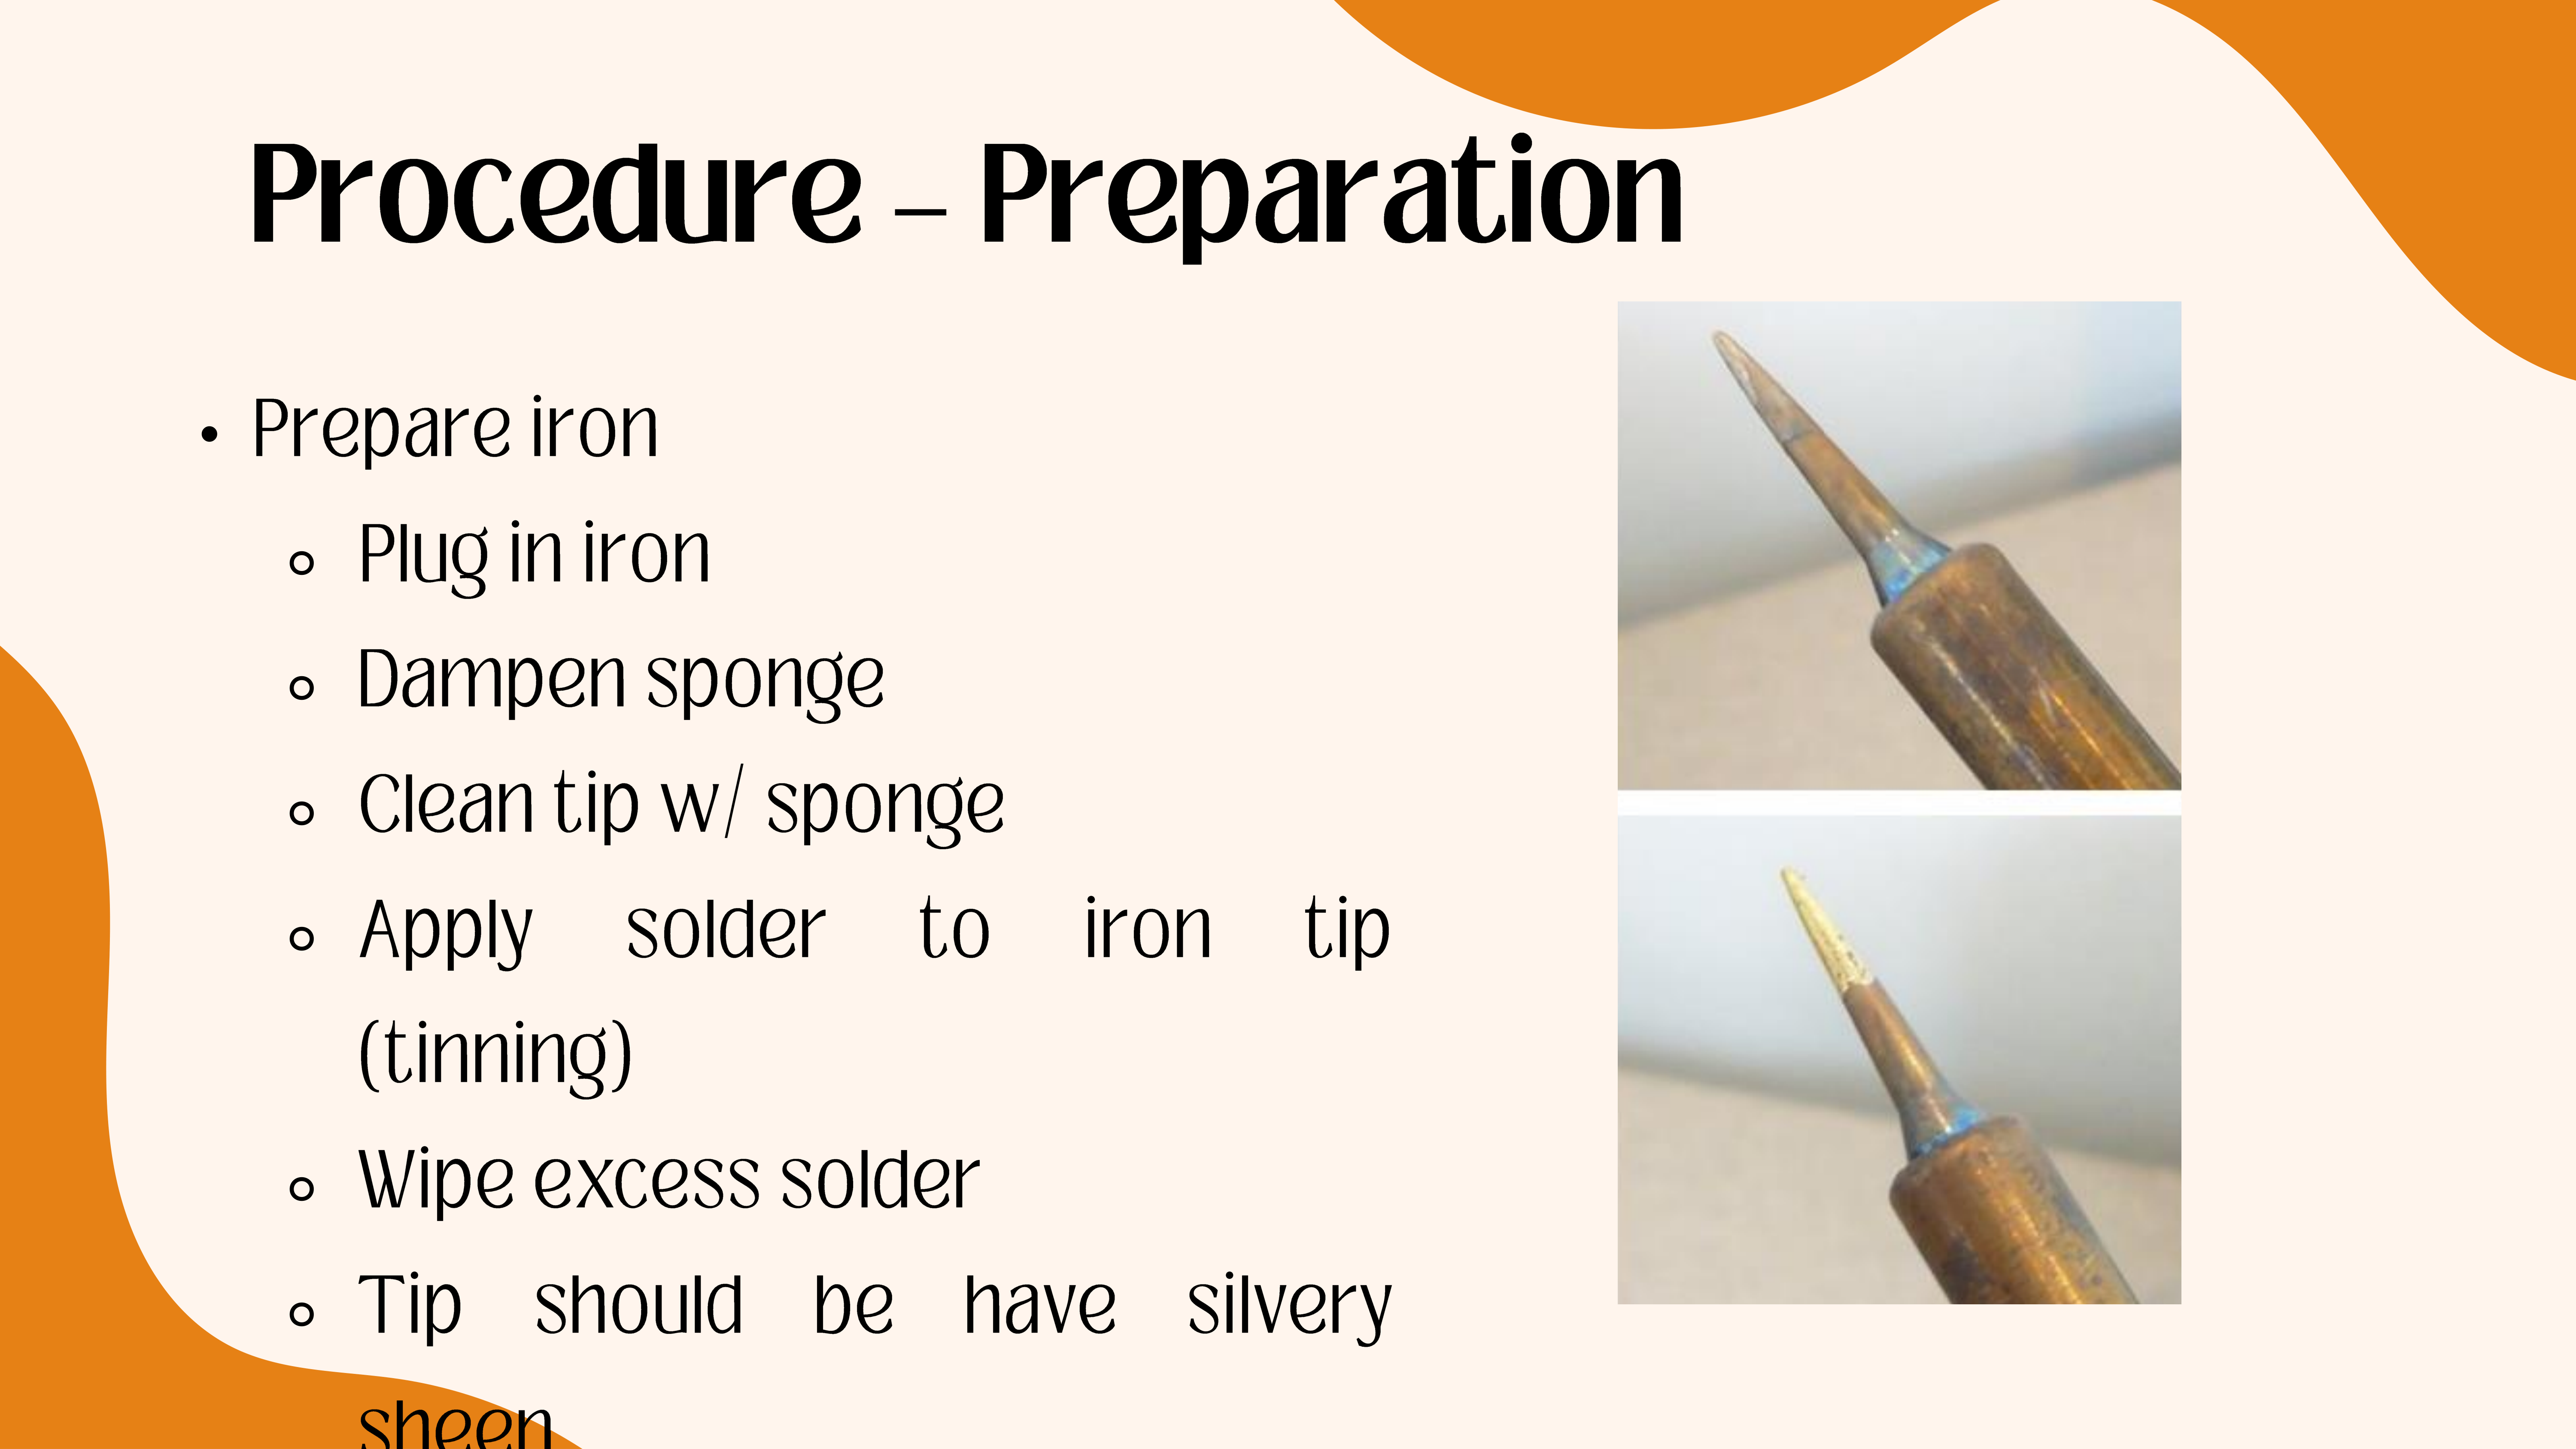 Procedure – Preparation
• Prepare iron
◦ Plug in iron
◦ Dampen sponge
◦ Clean tip w/ sponge
◦ Apply solder to iron tip
(tinning)
◦ Wipe excess solder
◦ Tip should be have silvery
sheen